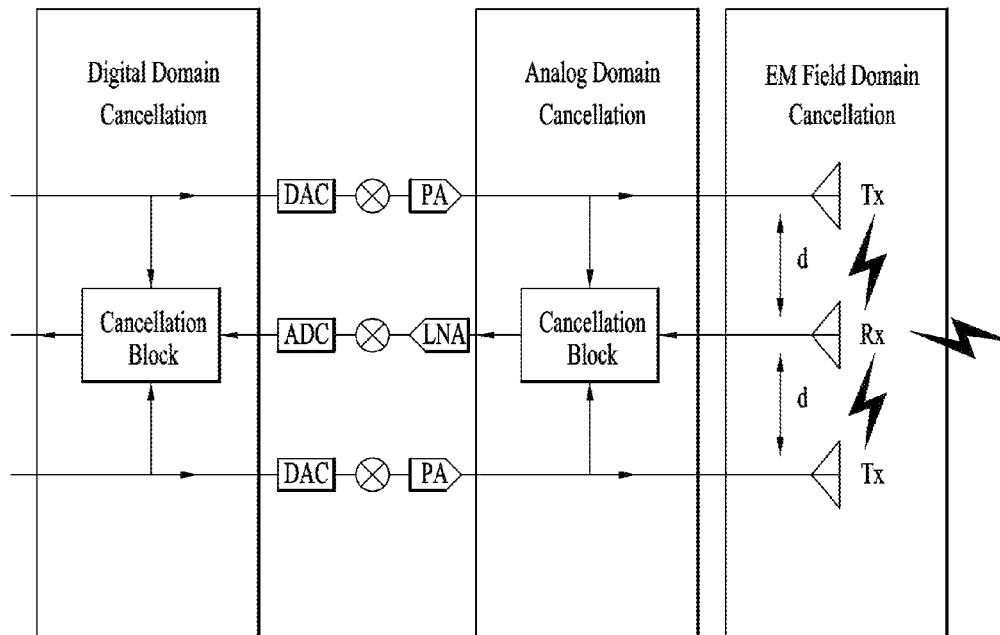 Digital Domain
Cancellation
Analog Domain
Cancellation
EM Field Domain
Cancellation
DAC
PA
Tx
d
Cancellation
Block
ADC
LNA
Cancellation
Block
Rx
d
DAC
PA
Tx